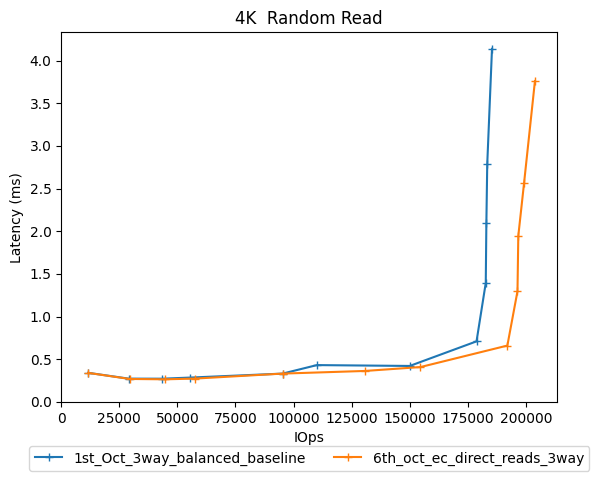 4K  Random Read
Latency (ms)
4.0
3.5
3.0
2.5
2.0
1.5
1.0
0.5
0.0
0 25000 50000 75000 100000 125000 150000 175000 200000
IOps
1st_Oct_3way_balanced_baseline 6th_oct_ec_direct_reads_3way